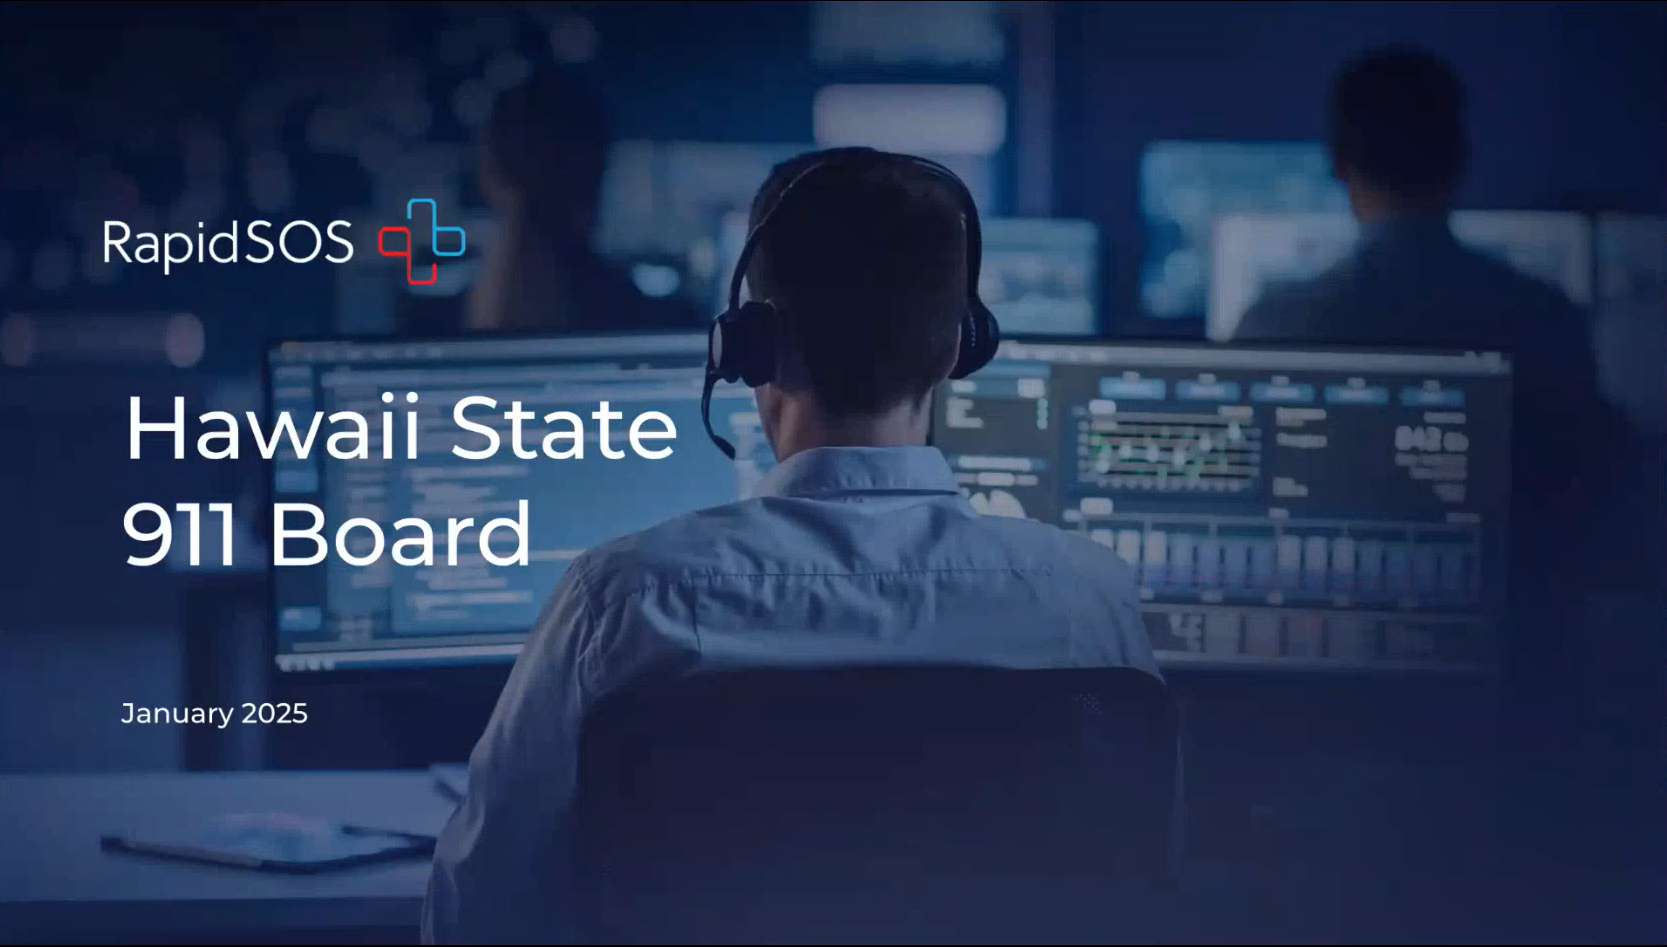 RapidSOS
Hawaii State
911 Board
January 2025